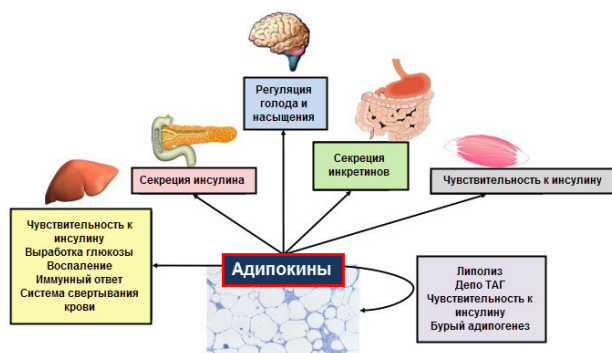 Регуляция
голода и
насыщения
Секреция инсулина
Секреция
инкретинов
Чувствительность к инсулину
Чувствительность к
инсулину
Выработка глюкозы
Воспаление
Иммунный ответ
Система свертывания
крови
Адипокины
Липолиз
Депо ТАГ
Чувствительность к
инсулину
Бурый адипогенез